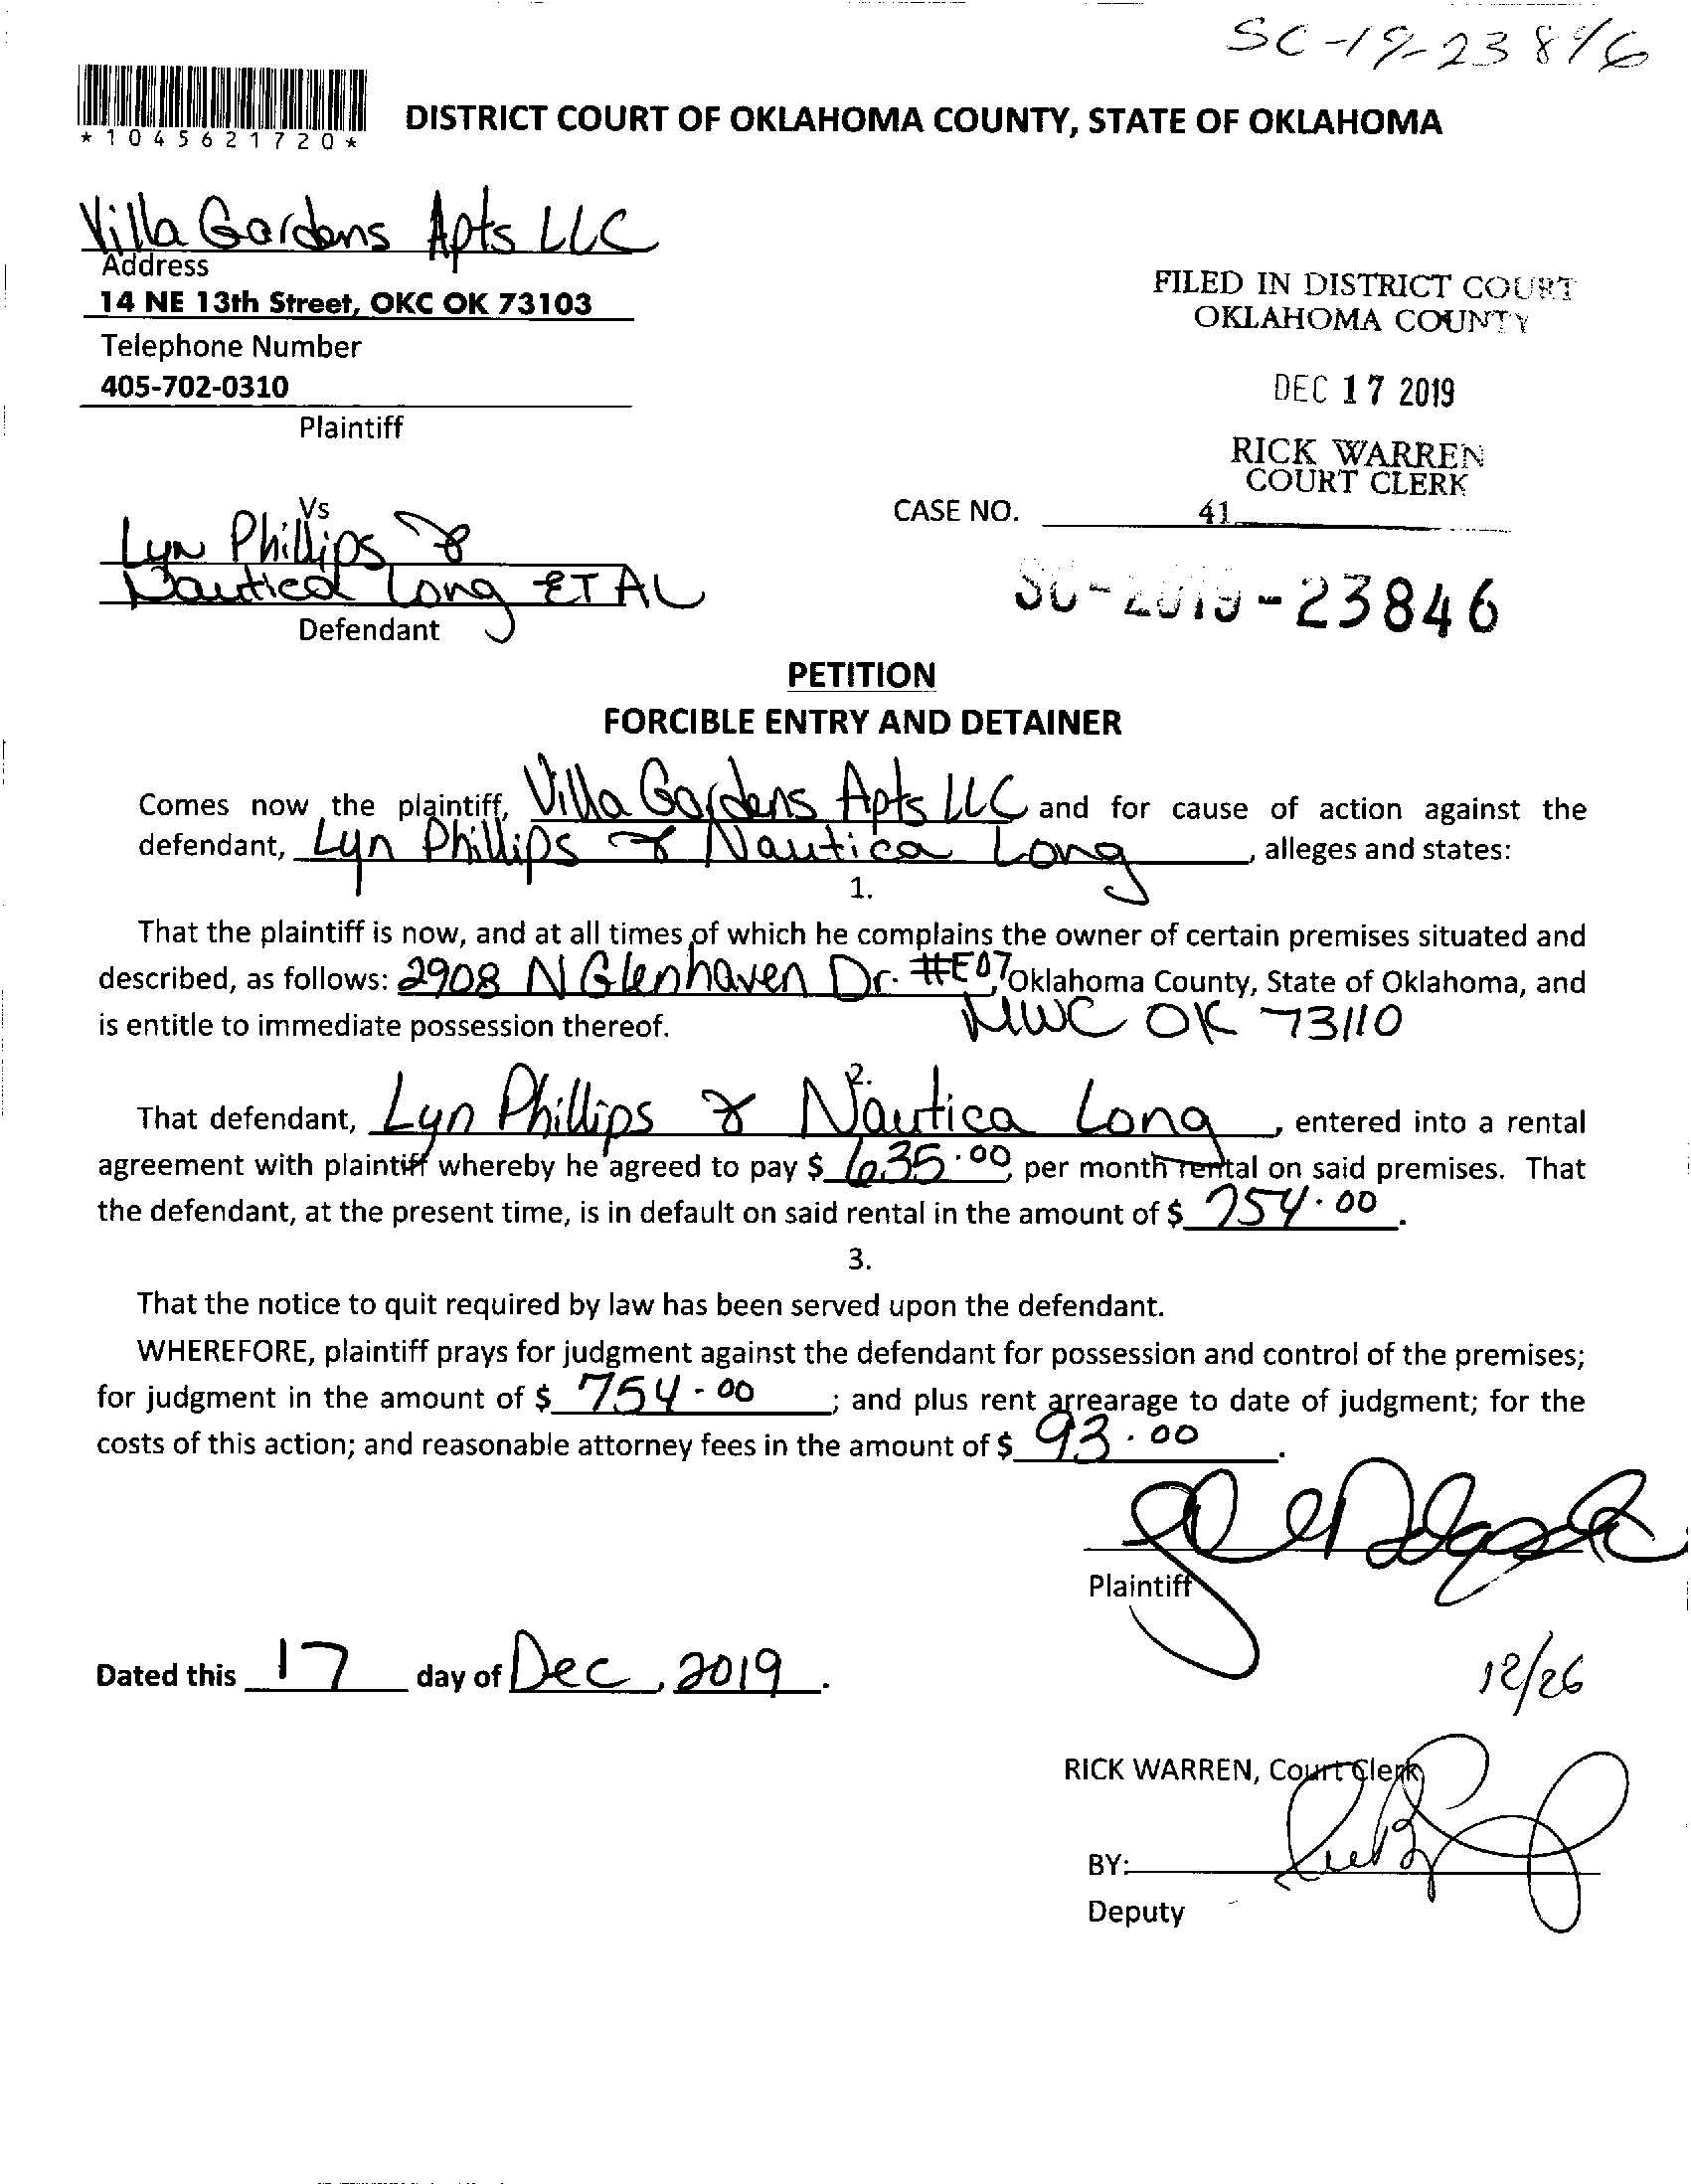 SC-19-23846
*1045621720*
DISTRICT COURT OF OKLAHOMA COUNTY, STATE OF OKLAHOMA
Villa Gardens Apts LLC
Address
14 NE 13th Street, OKC OK 73103
Telephone Number
405-702-0310
Plaintiff
FILED IN DISTRICT COURT
OKLAHOMA COUNTY
DEC 17 2019
RICK WARREN
COURT CLERK
41
Vs
CASE NO.
Lyn Phillips &
Nautica Long ET AL
Defendant
SC-2019-23846
PETITION
FORCIBLE ENTRY AND DETAINER
Comes now the plaintiff, Villa Gardens Apts LLC and for cause of action against the
defendant, Lyn Phillips & Nautica Long, alleges and states:
1.
That the plaintiff is now, and at all times of which he complains the owner of certain premises situated and
described, as follows: 2908 N Glenhaven Dr. #E07, Oklahoma County, State of Oklahoma, and
is entitle to immediate possession thereof. MWC OK 73110
2.
That defendant, Lyn Phillips & Nautica Long, entered into a rental
agreement with plaintiff whereby he agreed to pay $ 635.00, per month rental on said premises. That
the defendant, at the present time, is in default on said rental in the amount of $ 754.00.
3.
That the notice to quit required by law has been served upon the defendant.
WHEREFORE, plaintiff prays for judgment against the defendant for possession and control of the premises;
for judgment in the amount of $ 754-00; and plus rent arrearage to date of judgment; for the
costs of this action; and reasonable attorney fees in the amount of $ 93.00.
Plaintiff
Dated this 17 day of Dec, 2019.
12/26
RICK WARREN, Court Clerk
BY:
Deputy